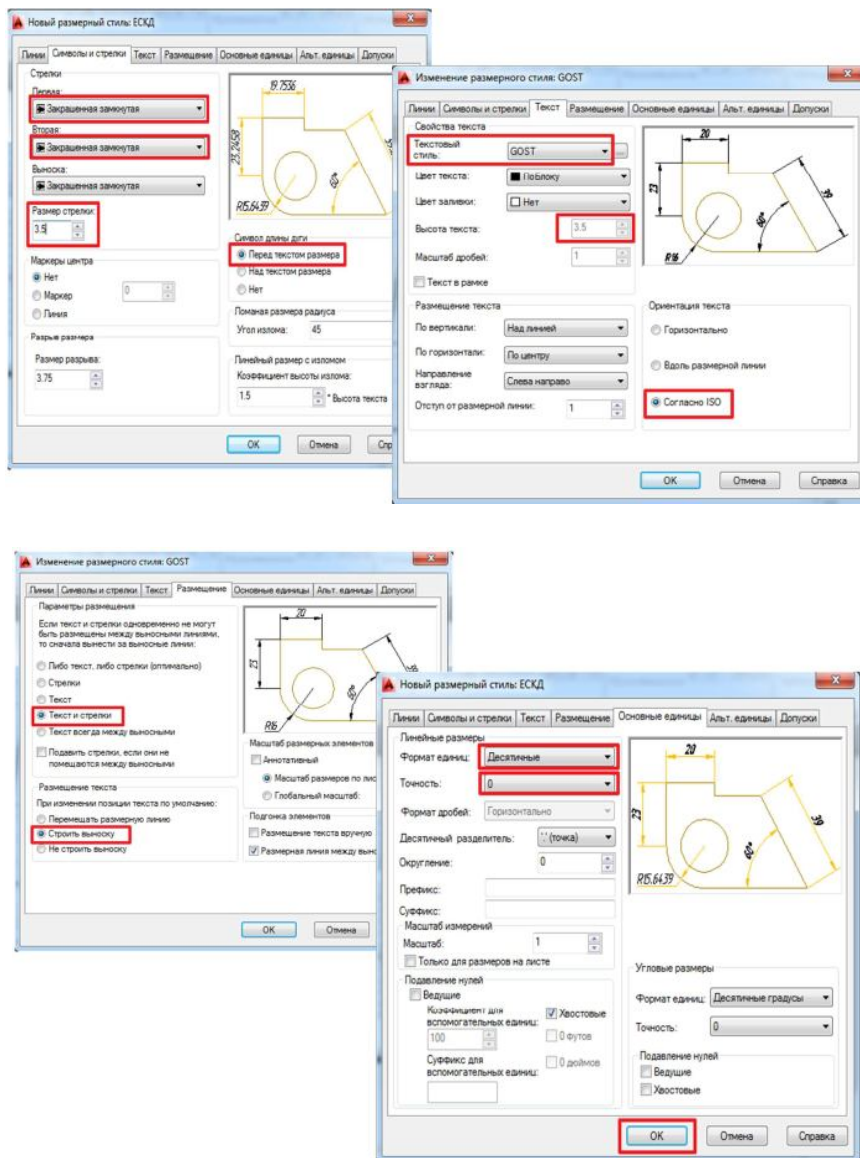 Новый размерный стиль: ЕСКД
Линии Символы и стрелки Текст Размещение Основные единицы Альт. единицы Допуски
Стрелки
Первая:
Закрашенная замкнутая
Вторая:
Закрашенная замкнутая
Выноска:
Закрашенная замкнутая
Размер стрелки:
3.5
Маркеры центра
Нет
Маркер
0
Линия
Разрыв размера
Размер разрыва:
3.75
19.7536
23.2458
60°
R15.6439
Символ длины дуги
Перед текстом размера
Над текстом размера
Нет
Ломаная размера радиуса
Угол излома: 45
Линейный размер с изломом
Коэффициент высоты излома:
1.5 * Высота текста
OK Отмена Спр
Изменение размерного стиля: GOST
Линии Символы и стрелки Текст Размещение Основные единицы Альт. единицы Допуски
Свойства текста
Текстовый стиль: GOST ...
Цвет текста: ПоБлоку
Цвет заливки: Нет
Высота текста: 3.5
Масштаб дробей: 1
Текст в рамке
20
23
39
60°
R16
Размещение текста
По вертикали: Над линией
По горизонтали: По центру
Направление взгляда: Слева направо
Отступ от размерной линии: 1
Ориентация текста
Горизонтально
Вдоль размерной линии
Согласно ISO
OK Отмена Справка
Изменение размерного стиля: GOST
Линии Символы и стрелки Текст Размещение Основные единицы Альт. единицы Допуски
Параметры размещения
Если текст и стрелки одновременно не могут
быть размещены между выносными линиями,
то сначала вынести за выносные линии:
Либо текст, либо стрелки (оптимально)
Стрелки
Текст
Текст и стрелки
Текст всегда между выносными
Подавить стрелки, если они не
помещаются между выносными
Размещение текста
При изменении позиции текста по умолчанию:
Перемещать размерную линию
Строить выноску
Не строить выноску
20
23
60°
R16
Масштаб размерных элементов
Аннотативный
Масштаб размеров по лис
Глобальный масштаб:
Подгонка элементов
Размещение текста вручную
Размерная линия между выно
OK Отмена
Новый размерный стиль: ЕСКД
Линии Символы и стрелки Текст Размещение Основные единицы Альт. единицы Допуски
Линейные размеры
Формат единиц: Десятичные
Точность: 0
Формат дробей: Горизонтально
Десятичный разделитель: '.' (точка)
Округление: 0
Префикс:
Суффикс:
Масштаб измерений
Масштаб: 1
Только для размеров на листе
Подавление нулей
Ведущие
Коэффициент для
вспомогательных единиц:
100
Суффикс для
вспомогательных единиц:
Хвостовые
0 футов
0 дюймов
20
23
39
60°
R15.6439
Угловые размеры
Формат единиц: Десятичные градусы
Точность: 0
Подавление нулей
Ведущие
Хвостовые
OK Отмена Справка